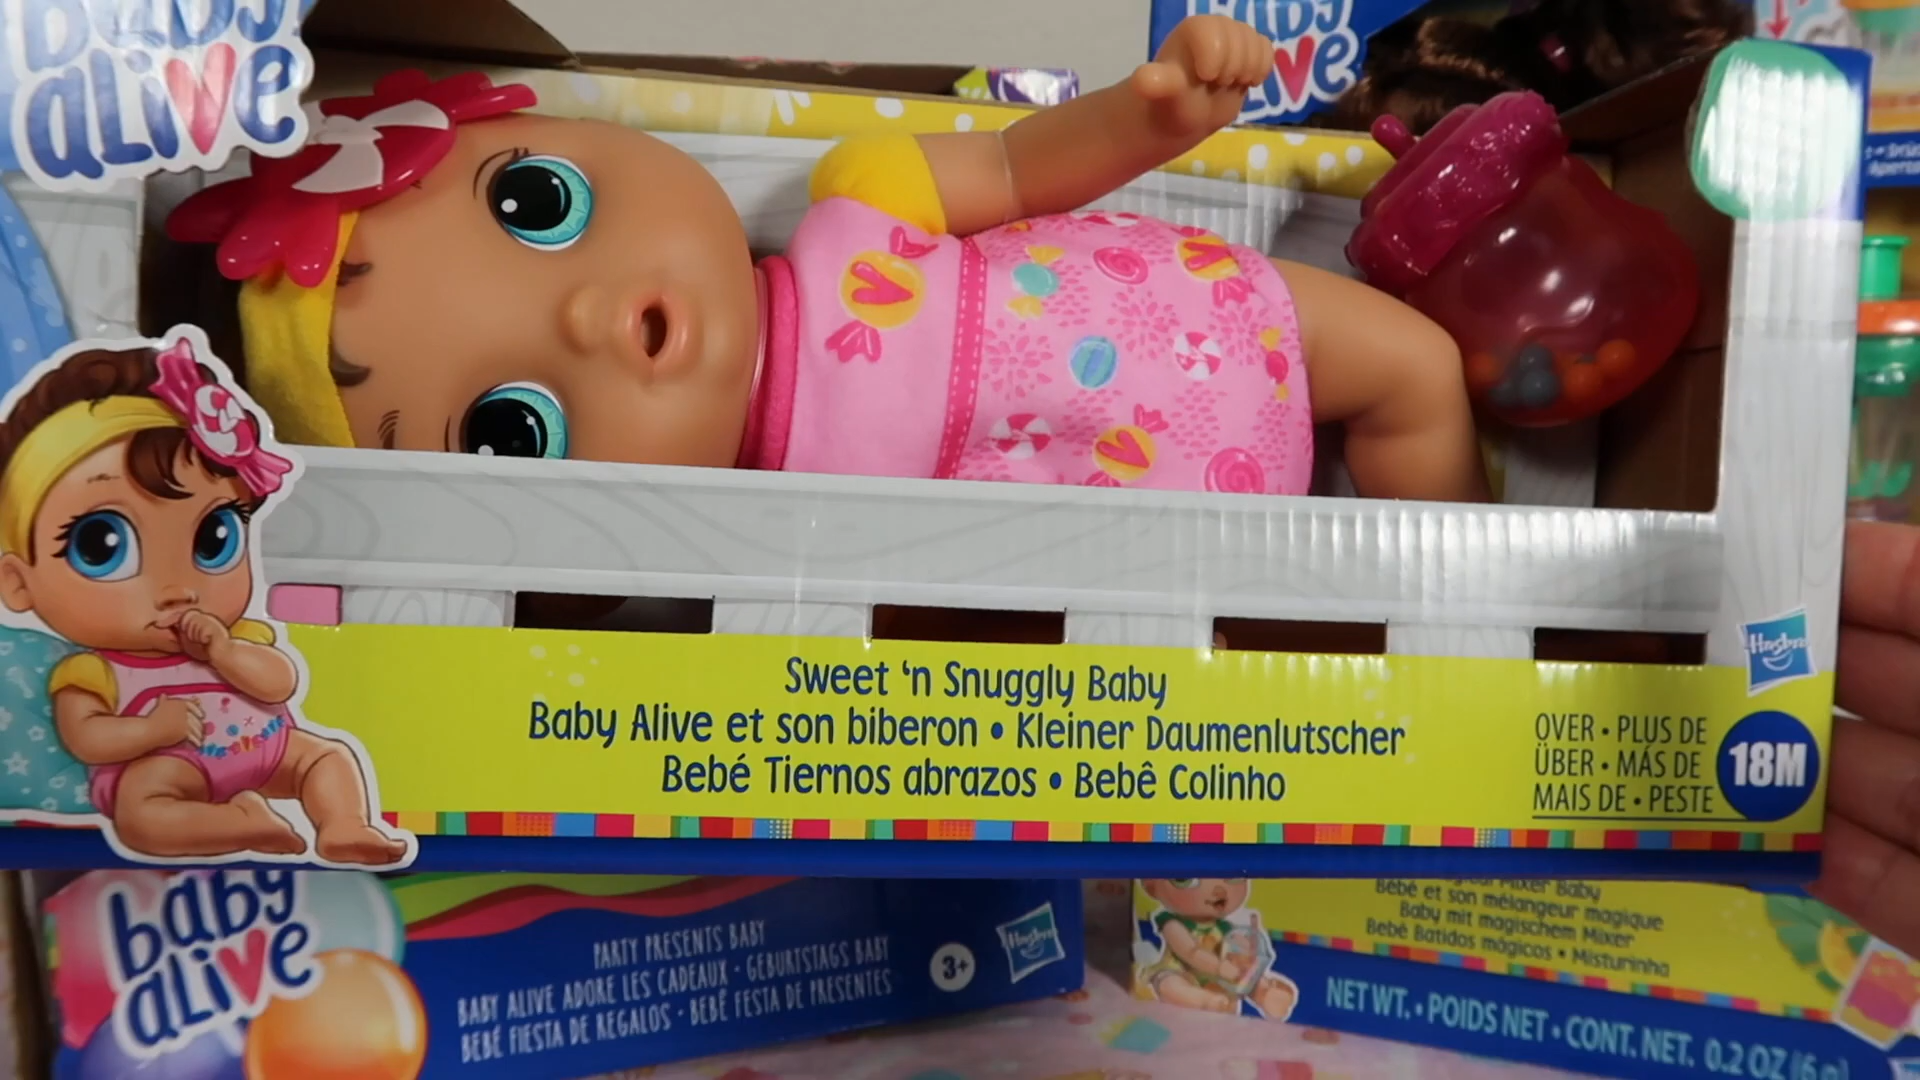 baby
alive
baby
alive
Sweet 'n Snuggly Baby
Baby Alive et son biberon • Kleiner Daumenlutscher
Bebé Tiernos abrazos • Bebê Colinho
Hasbro
OVER • PLUS DE
ÜBER • MÁS DE
MAIS DE • PESTE
18M
baby
alive
PARTY PRESENTS BABY
BABY ALIVE ADORE LES CADEAUX • GEBURTSTAGS BABY
BEBÉ FIESTA DE REGALOS • BEBÊ FESTA DE PRESENTES
3+
Hasbro
Mixer Baby
Bébé et son mélangeur magique
Baby mit magischem Mixer
Bebé Batidos mágicos • Misturinha
NET WT. • POIDS NET • CONT. NET. 0.2 OZ (6 g)